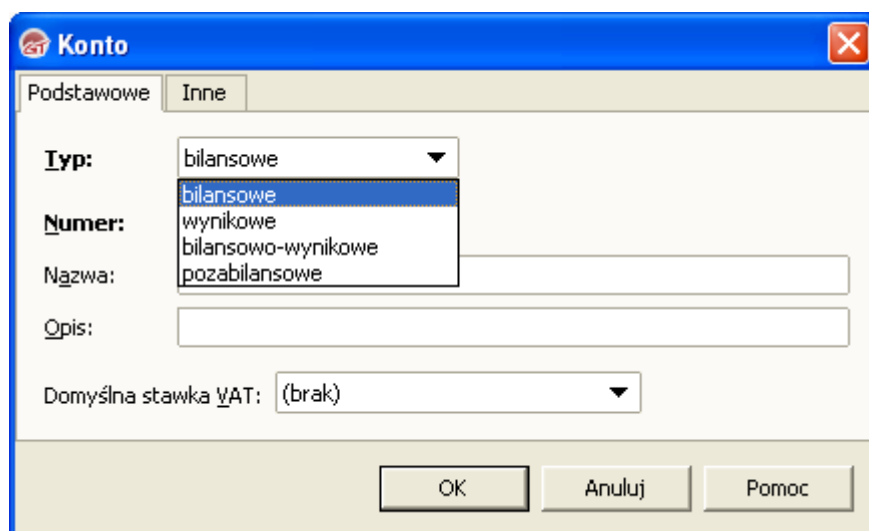 GT Konto
Podstawowe Inne
Typ: bilansowe
bilansowe
Numer: wynikowe
bilansowo-wynikowe
Nazwa: pozabilansowe
Opis:
Domyślna stawka VAT: (brak)
OK Anuluj Pomoc